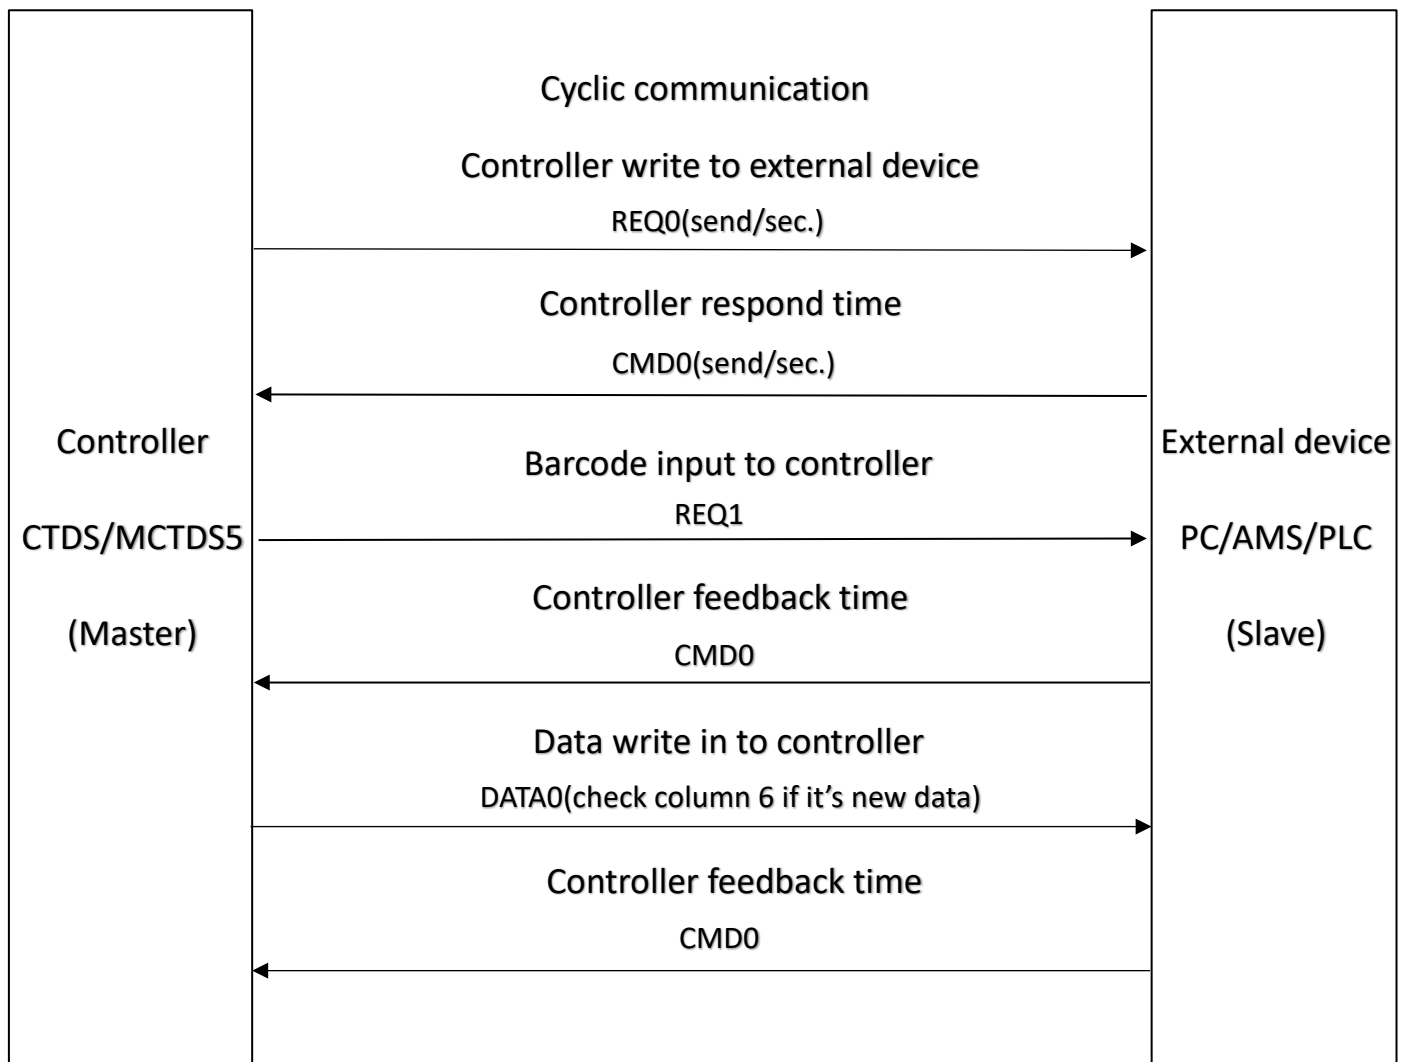 Cyclic communication
Controller write to external device
REQ0(send/sec.)
Controller respond time
CMD0(send/sec.)
Controller
CTDS/MCTDS5
(Master)
Barcode input to controller
REQ1
Controller feedback time
CMD0
External device
PC/AMS/PLC
(Slave)
Data write in to controller
DATA0(check column 6 if it’s new data)
Controller feedback time
CMD0